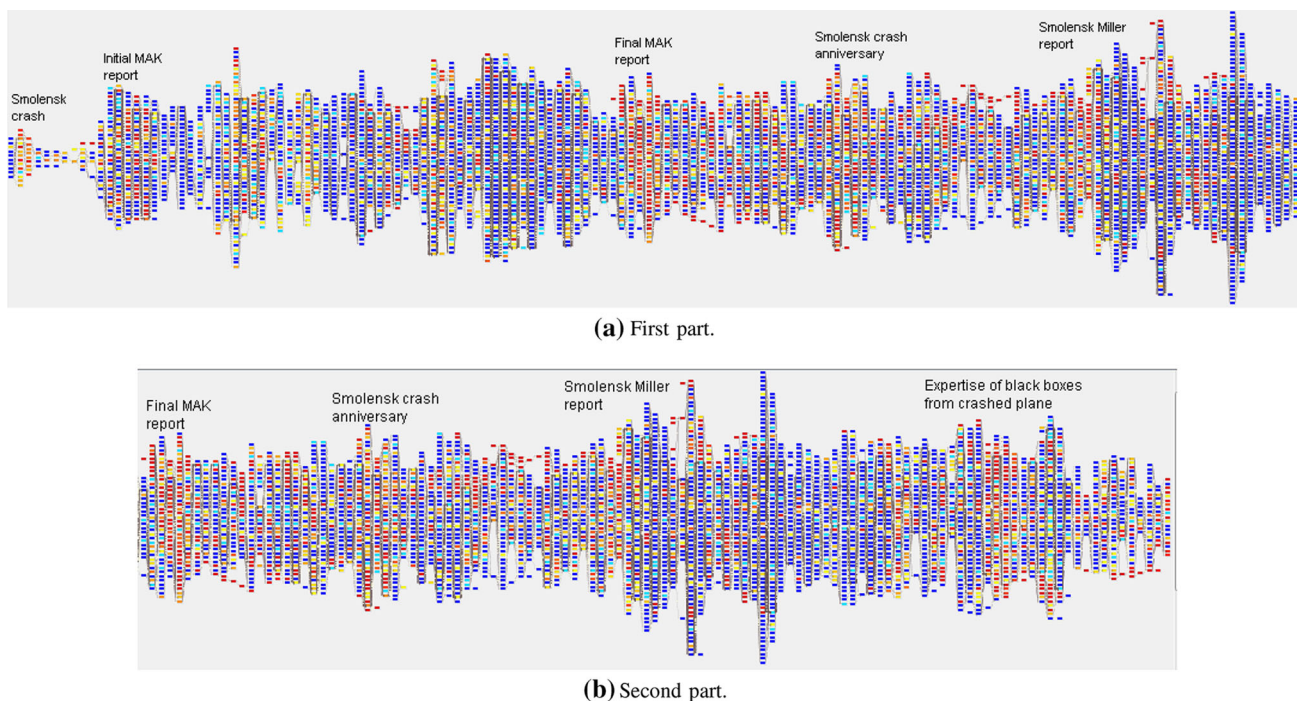 Smolensk
crash
Initial MAK
report
Final MAK
report
Smolensk crash
anniversary
Smolensk Miller
report
(a) First part.
Final MAK
report
Smolensk crash
anniversary
Smolensk Miller
report
Expertise of black boxes
from crashed plane
(b) Second part.